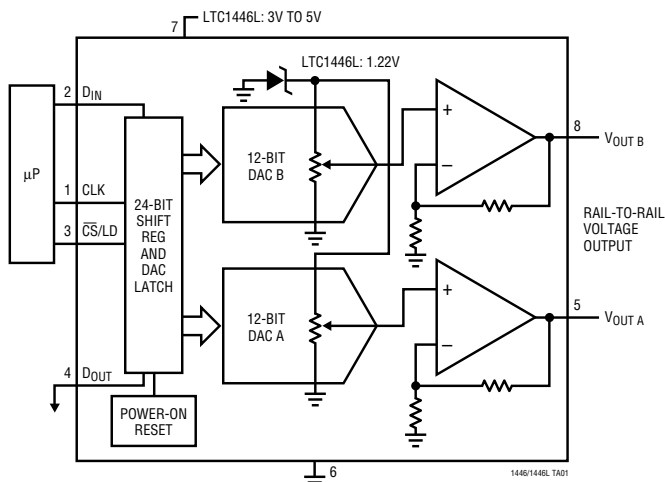 7
LTC1446L: 3V TO 5V
LTC1446L: 1.22V
2 DIN
µP
1 CLK
3 CS/LD
24-BIT
SHIFT
REG
AND
DAC
LATCH
12-BIT
DAC B
+
−
8
VOUT B
RAIL-TO-RAIL
VOLTAGE
OUTPUT
12-BIT
DAC A
+
−
5
VOUT A
4 DOUT
POWER-ON
RESET
6
1446/1446L TA01